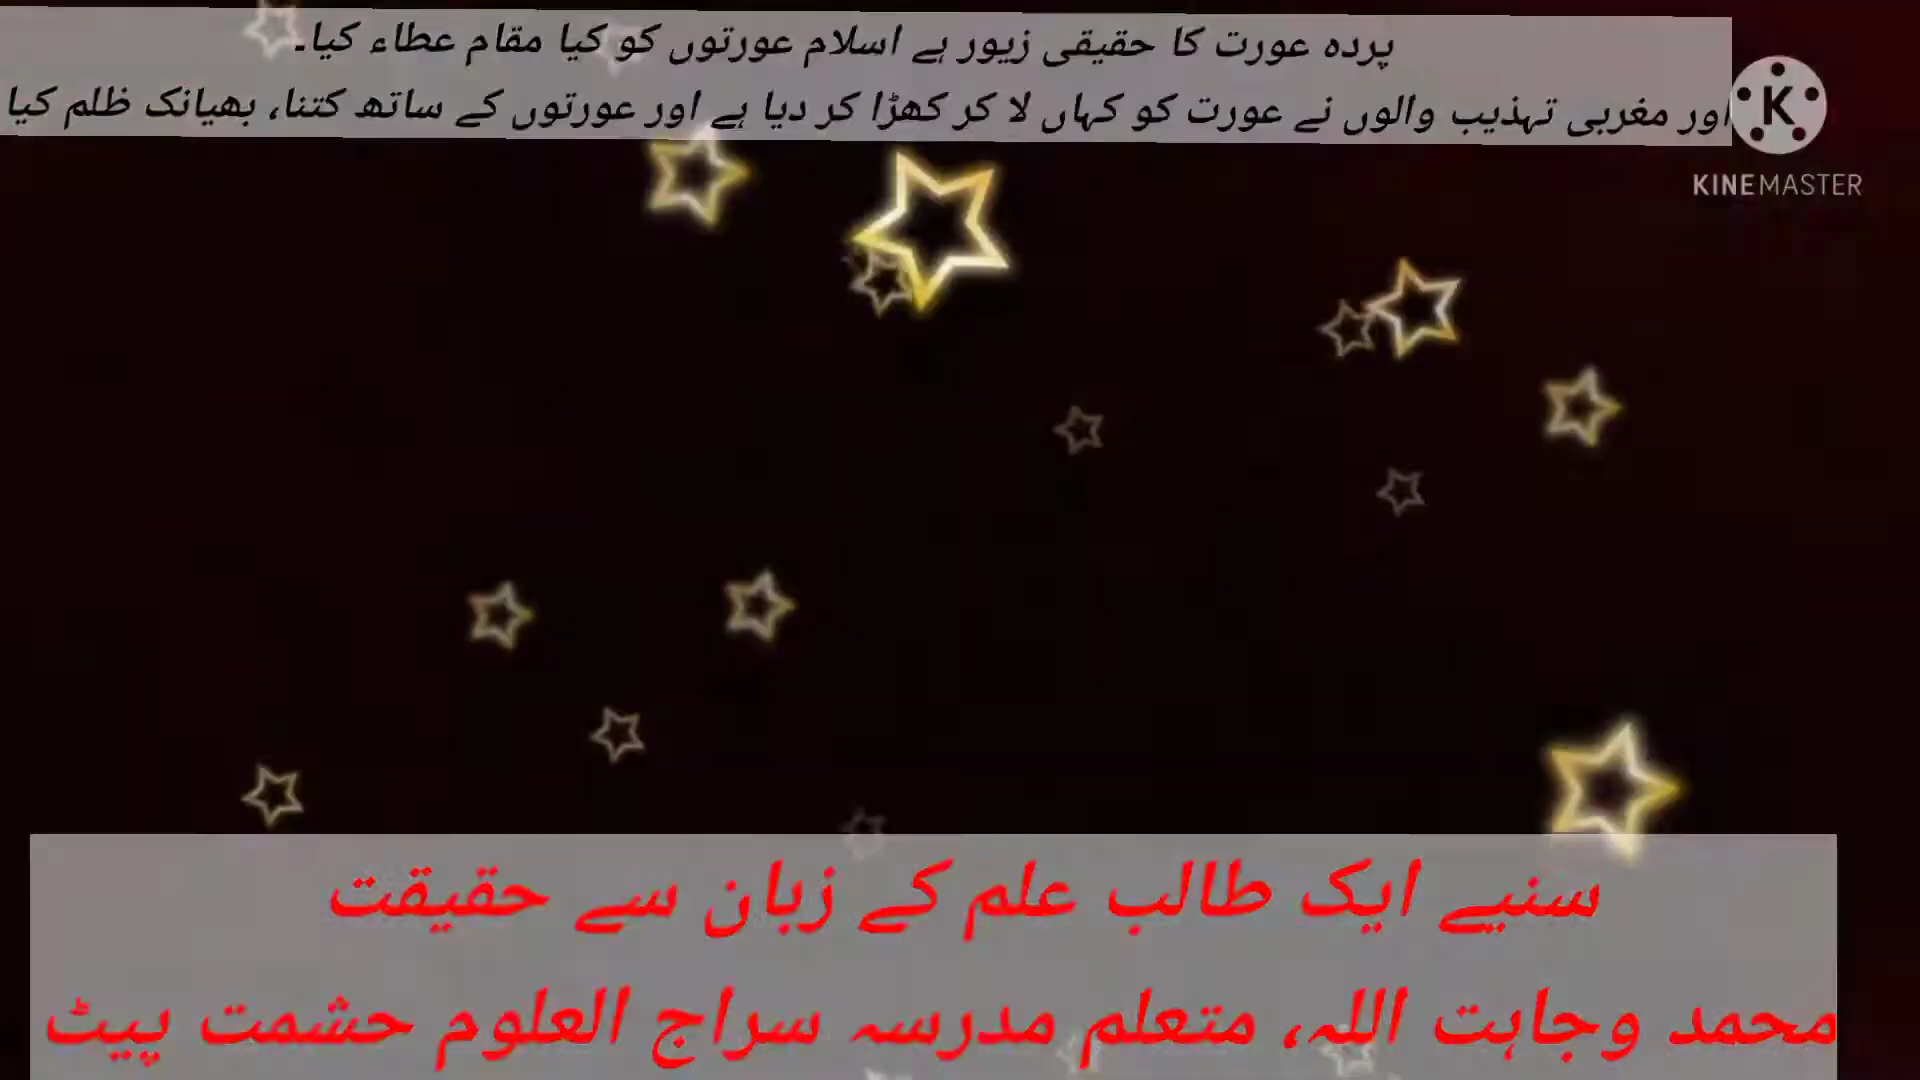 پردہ عورت کا حقیقی زیور ہے اسلام عورتوں کو کیا مقام عطاء کیا۔
اور مغربی تہذیب والوں نے عورت کو کہاں لا کر کھڑا کر دیا ہے اور عورتوں کے ساتھ کتنا، بھیانک ظلم کیا
KINEMASTER
سنیے ایک طالب علم کے زبان سے حقیقت
محمد وجاہت اللہ، متعلم مدرسہ سراج العلوم حشمت پیٹ